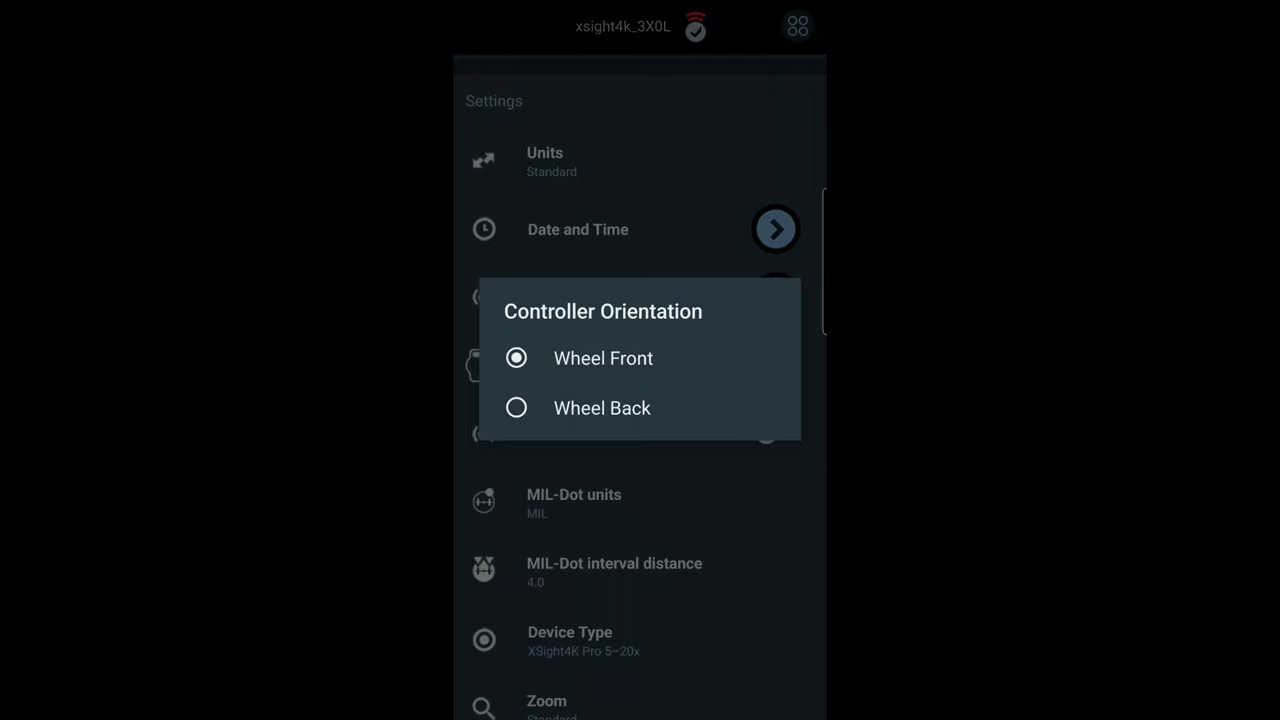 xsight4k_3X0L
Settings
Units
Standard
Date and Time
Controller Orientation
Wheel Front
Wheel Back
MIL-Dot units
MIL
MIL-Dot interval distance
4.0
Device Type
XSight4K Pro 5–20x
Zoom
Standard